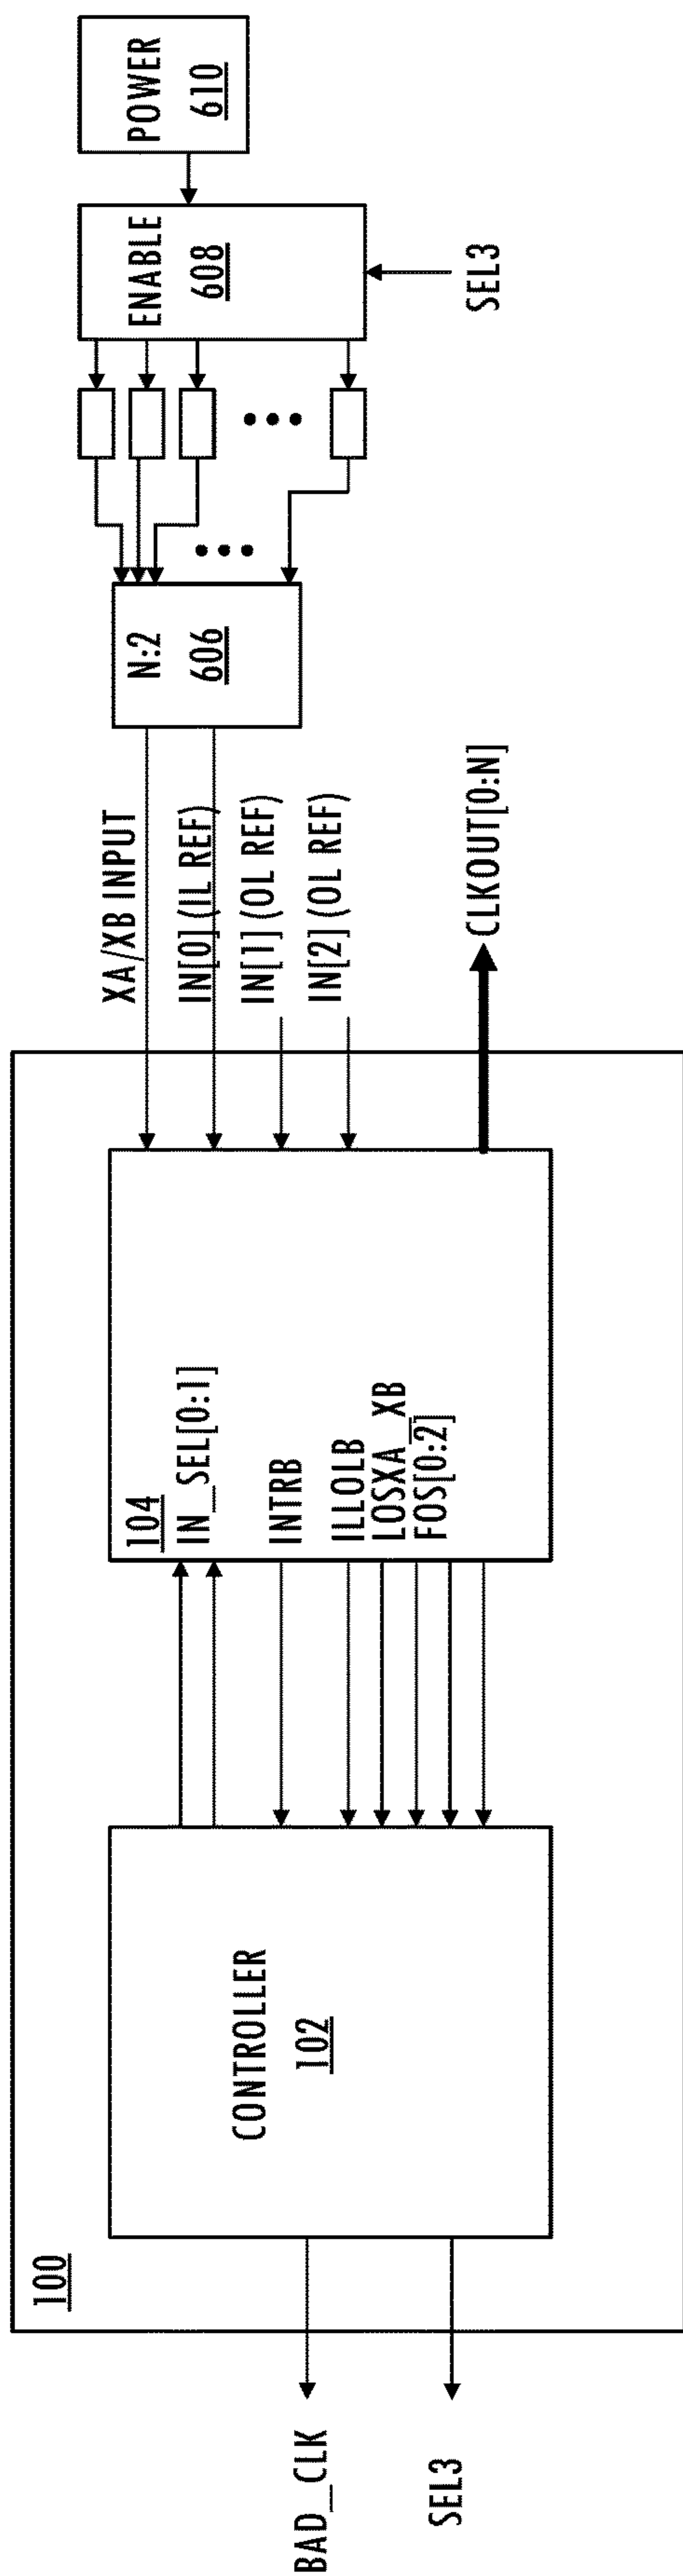 100
BAD_CLK
SEL3
CONTROLLER
102
104
IN_SEL[0:1]
INTRB
ILLOLB
LOSXA_XB
FOS[0:2]
XA/XB INPUT
IN[0] (IL REF)
IN[1] (OL REF)
IN[2] (OL REF)
CLKOUT[0:N]
N:2
606
ENABLE
608
SEL3
POWER
610